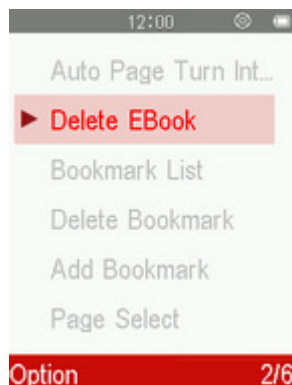 12:00
Auto Page Turn Int...
Delete EBook
Bookmark List
Delete Bookmark
Add Bookmark
Page Select
Option 2/6